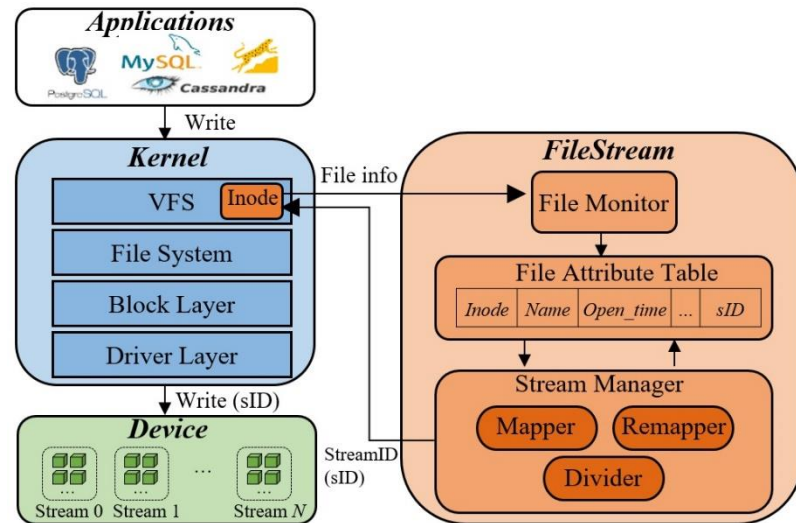 Applications
MySQL
PostgreSQL
Cassandra
Write
Kernel
VFS
Inode
File System
Block Layer
Driver Layer
Write (sID)
Device
...
... ... ...
Stream 0 Stream 1 Stream N
File info
StreamID
(sID)
FileStream
File Monitor
File Attribute Table
Inode Name Open_time ... sID
Stream Manager
Mapper Remapper
Divider